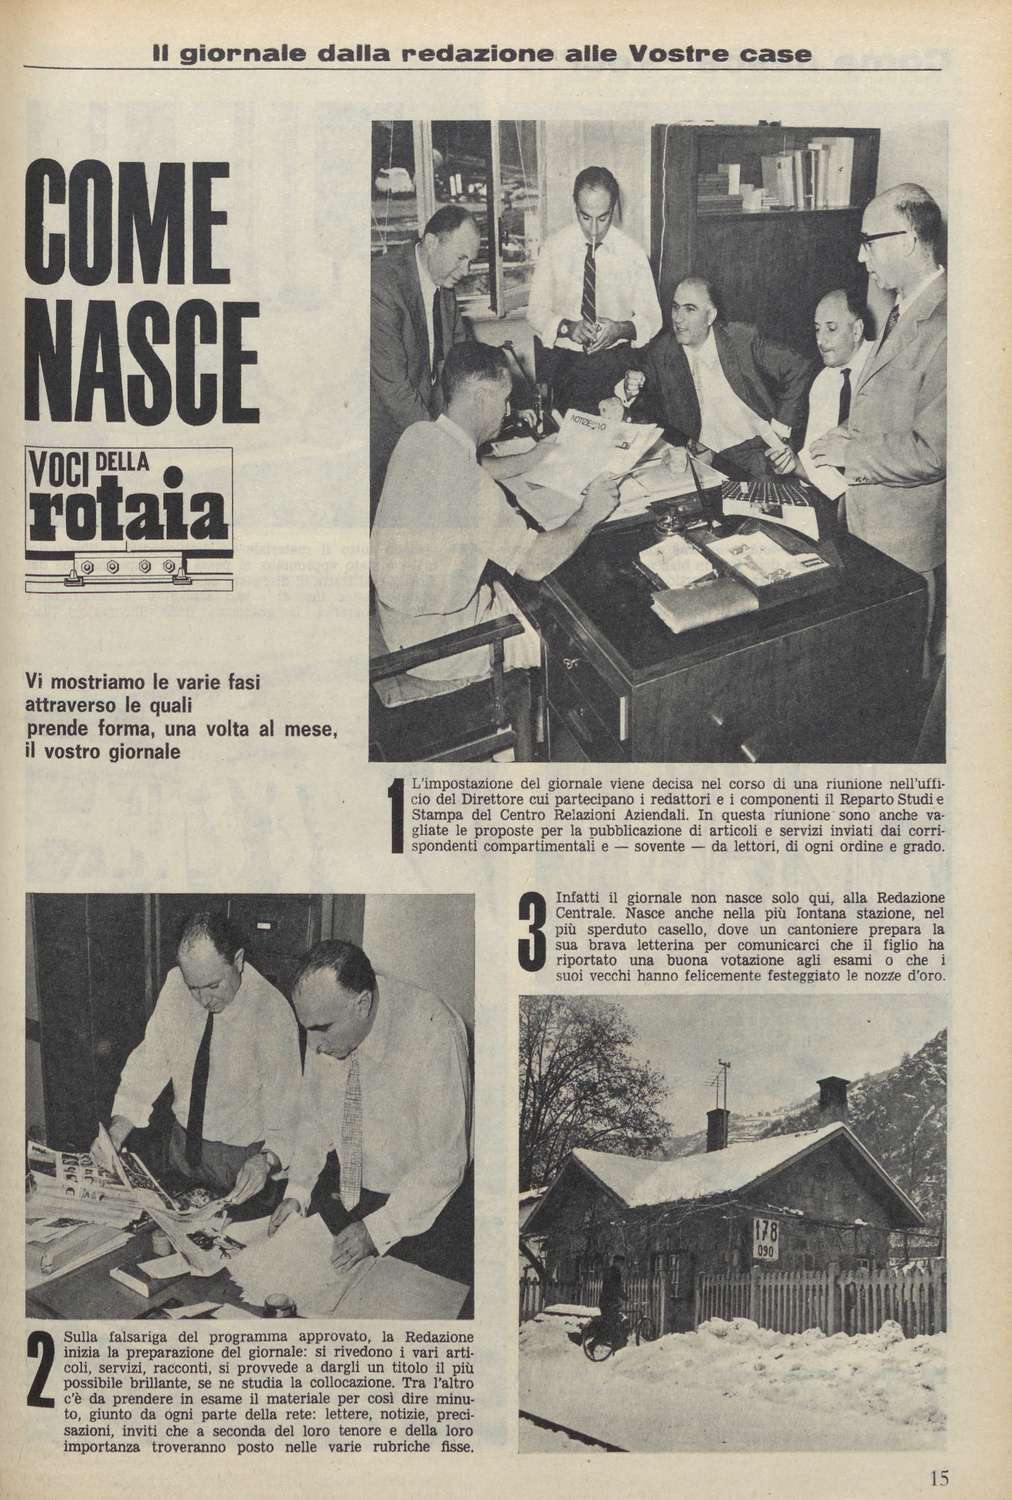 Il giornale dalla redazione alle Vostre case
COME
NASCE
VOCI DELLA
rotaia
Vi mostriamo le varie fasi
attraverso le quali
prende forma, una volta al mese,
il vostro giornale
NOTIZIE
1
L'impostazione del giornale viene decisa nel corso di una riunione nell'uffi-
cio del Direttore cui partecipano i redattori e i componenti il Reparto Studi e
Stampa del Centro Relazioni Aziendali. In questa riunione sono anche va-
gliate le proposte per la pubblicazione di articoli e servizi inviati dai corri-
spondenti compartimentali e — sovente — da lettori, di ogni ordine e grado.
2
Sulla falsariga del programma approvato, la Redazione
inizia la preparazione del giornale: si rivedono i vari arti-
coli, servizi, racconti, si provvede a dargli un titolo il più
possibile brillante, se ne studia la collocazione. Tra l'altro
c'è da prendere in esame il materiale per così dire minu-
to, giunto da ogni parte della rete: lettere, notizie, preci-
sazioni, inviti che a seconda del loro tenore e della loro
importanza troveranno posto nelle varie rubriche fisse.
3
Infatti il giornale non nasce solo qui, alla Redazione
Centrale. Nasce anche nella più lontana stazione, nel
più sperduto casello, dove un cantoniere prepara la
sua brava letterina per comunicarci che il figlio ha
riportato una buona votazione agli esami o che i
suoi vecchi hanno felicemente festeggiato le nozze d'oro.
178
090
15